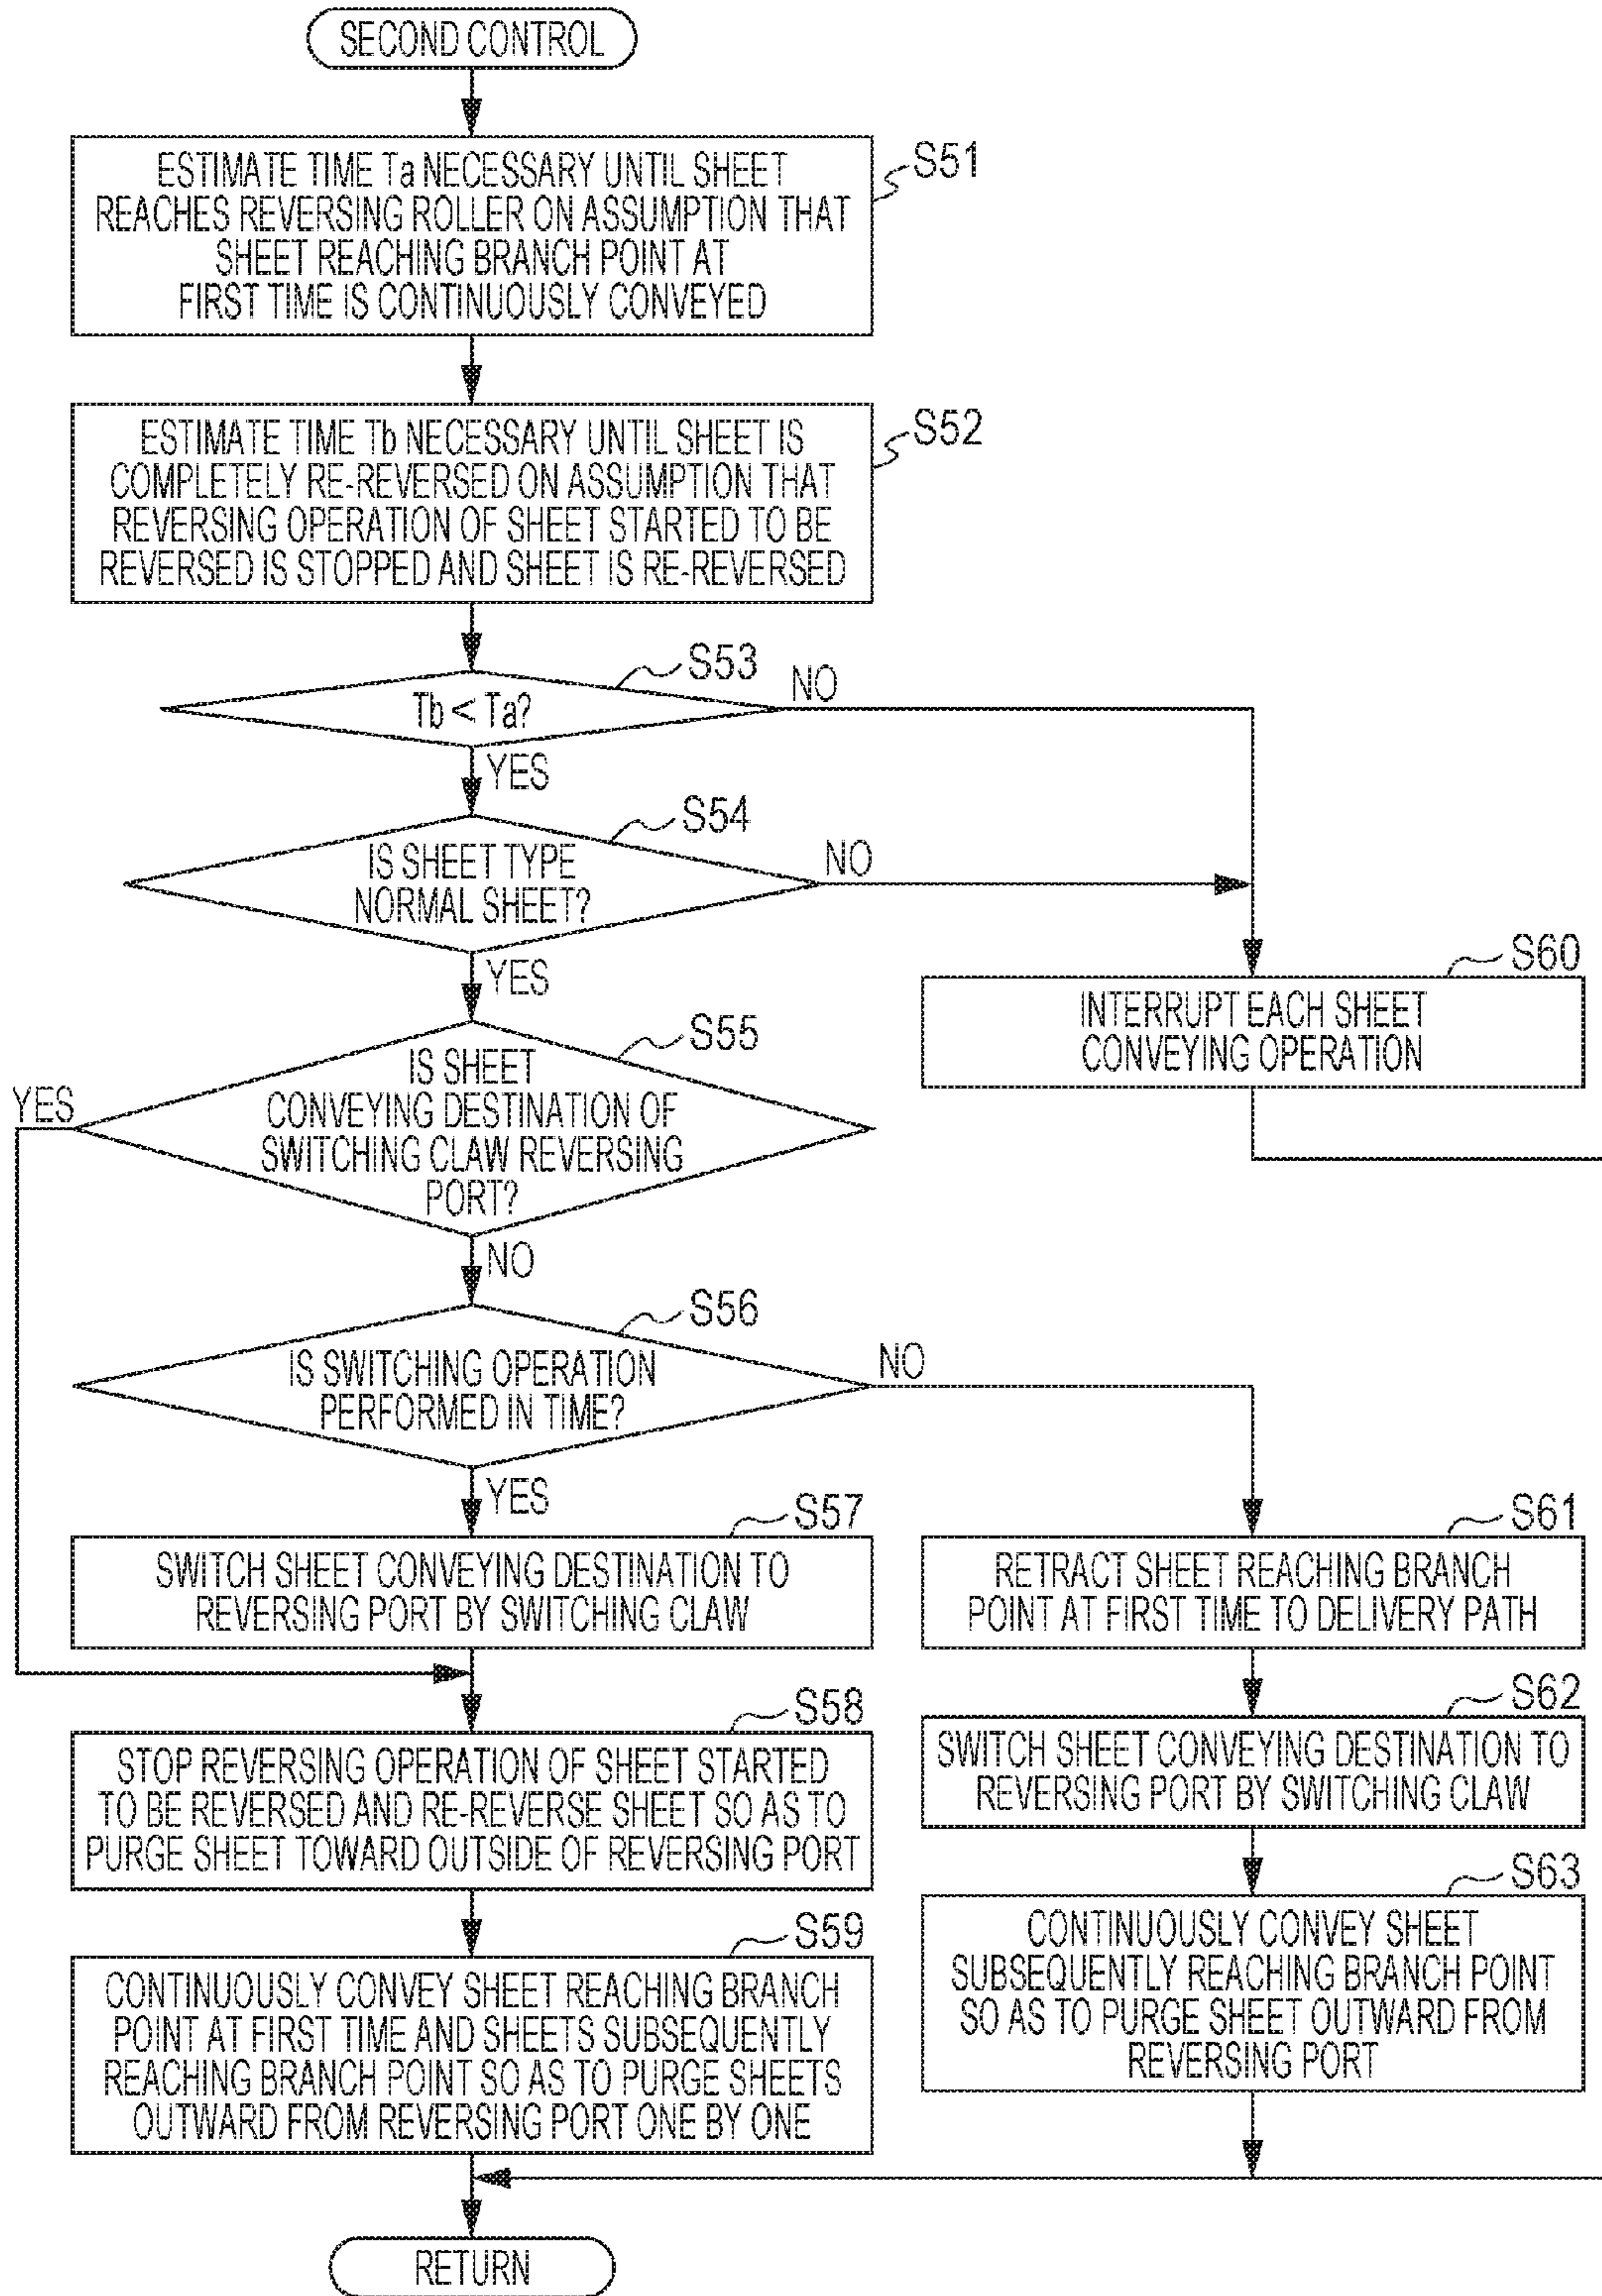 SECOND CONTROL
ESTIMATE TIME Ta NECESSARY UNTIL SHEET
REACHES REVERSING ROLLER ON ASSUMPTION THAT
SHEET REACHING BRANCH POINT AT
FIRST TIME IS CONTINUOUSLY CONVEYED
S51
ESTIMATE TIME Tb NECESSARY UNTIL SHEET IS
COMPLETELY RE-REVERSED ON ASSUMPTION THAT
REVERSING OPERATION OF SHEET STARTED TO BE
REVERSED IS STOPPED AND SHEET IS RE-REVERSED
S52
S53
Tb < Ta?
NO
YES
S54
IS SHEET TYPE
NORMAL SHEET?
NO
YES
S60
INTERRUPT EACH SHEET
CONVEYING OPERATION
S55
IS SHEET
CONVEYING DESTINATION OF
SWITCHING CLAW REVERSING
PORT?
YES
NO
S56
IS SWITCHING OPERATION
PERFORMED IN TIME?
NO
YES
S57
SWITCH SHEET CONVEYING DESTINATION TO
REVERSING PORT BY SWITCHING CLAW
S61
RETRACT SHEET REACHING BRANCH
POINT AT FIRST TIME TO DELIVERY PATH
S58
STOP REVERSING OPERATION OF SHEET STARTED
TO BE REVERSED AND RE-REVERSE SHEET SO AS TO
PURGE SHEET TOWARD OUTSIDE OF REVERSING PORT
S62
SWITCH SHEET CONVEYING DESTINATION TO
REVERSING PORT BY SWITCHING CLAW
S59
CONTINUOUSLY CONVEY SHEET REACHING BRANCH
POINT AT FIRST TIME AND SHEETS SUBSEQUENTLY
REACHING BRANCH POINT SO AS TO PURGE SHEETS
OUTWARD FROM REVERSING PORT ONE BY ONE
S63
CONTINUOUSLY CONVEY SHEET
SUBSEQUENTLY REACHING BRANCH POINT
SO AS TO PURGE SHEET OUTWARD FROM
REVERSING PORT
RETURN